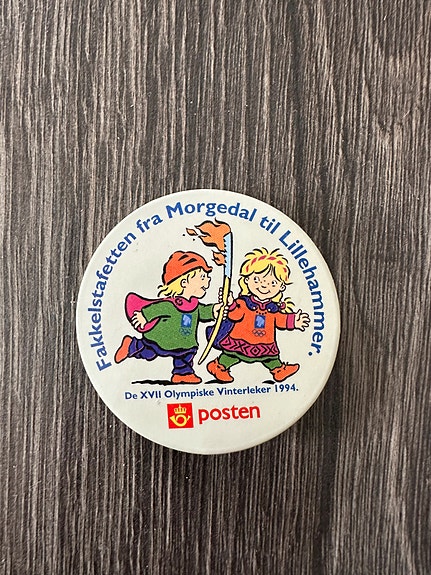 Fakkelstafetten fra Morgedal til Lillehammer.
De XVII Olympiske Vinterleker 1994.
posten